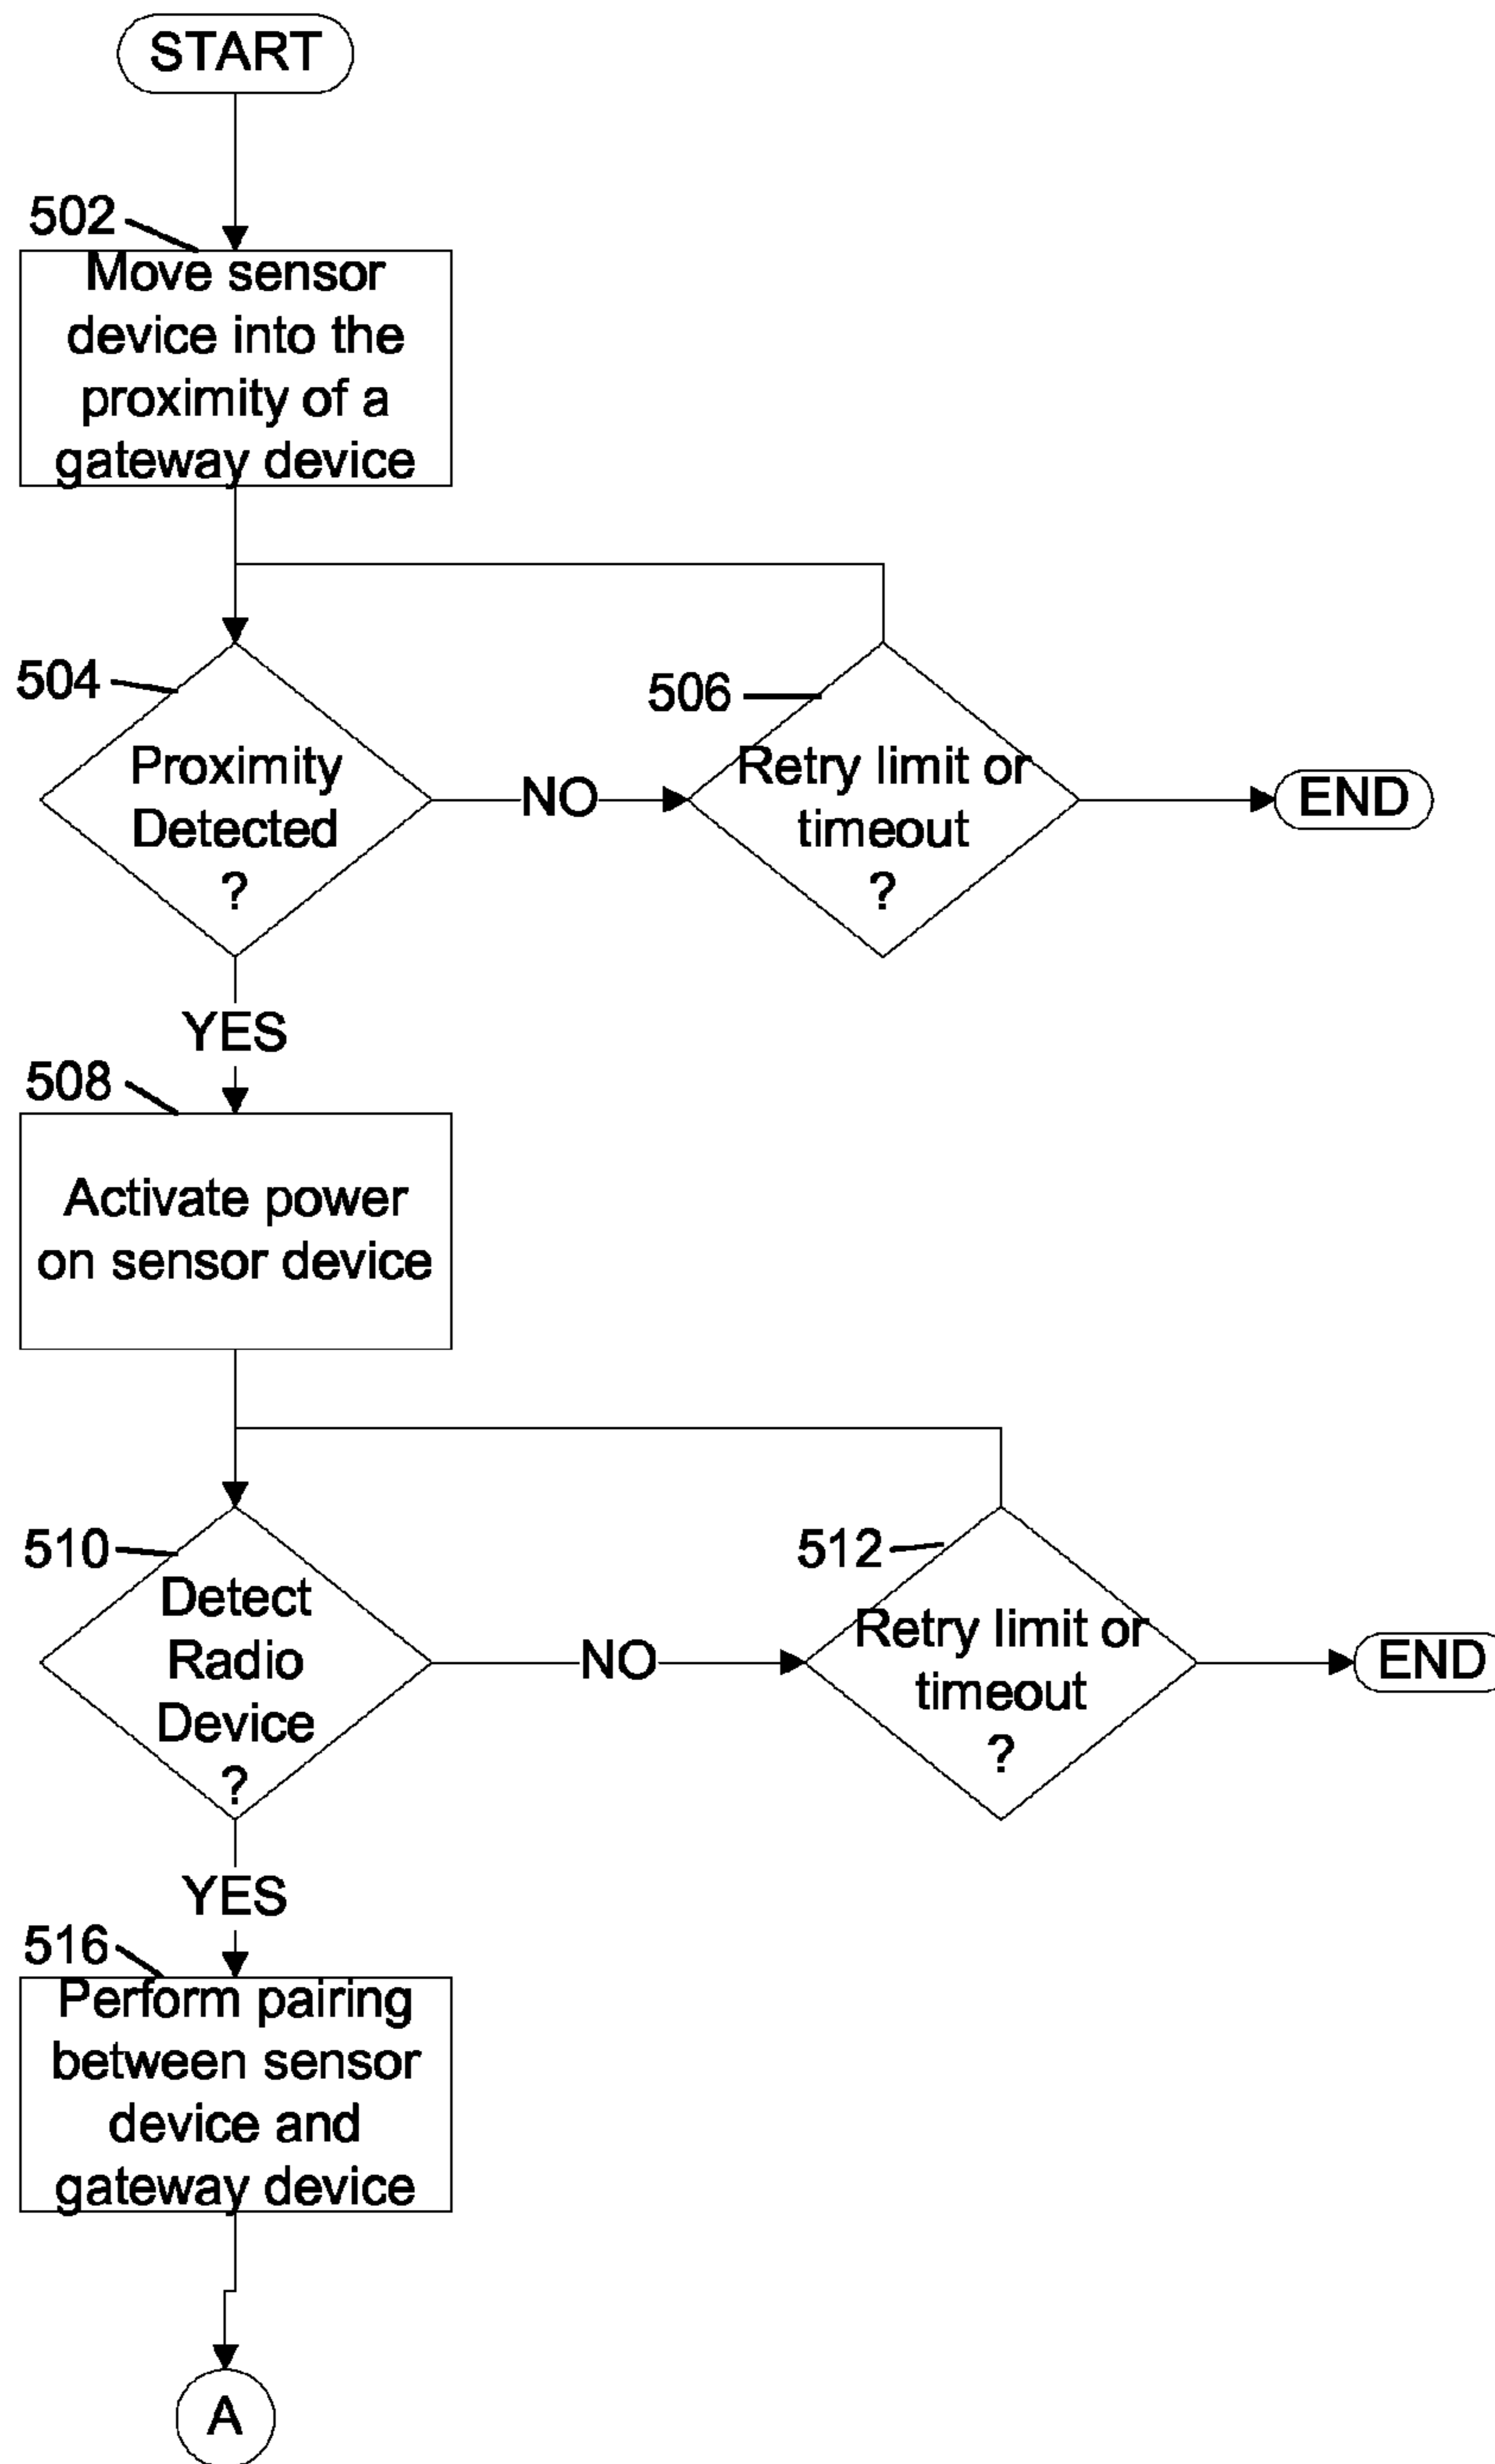 START
502
Move sensor
device into the
proximity of a
gateway device
504
Proximity
Detected
?
NO
506
Retry limit or
timeout
?
END
YES
508
Activate power
on sensor device
510
Detect
Radio
Device
?
NO
512
Retry limit or
timeout
?
END
YES
516
Perform pairing
between sensor
device and
gateway device
A